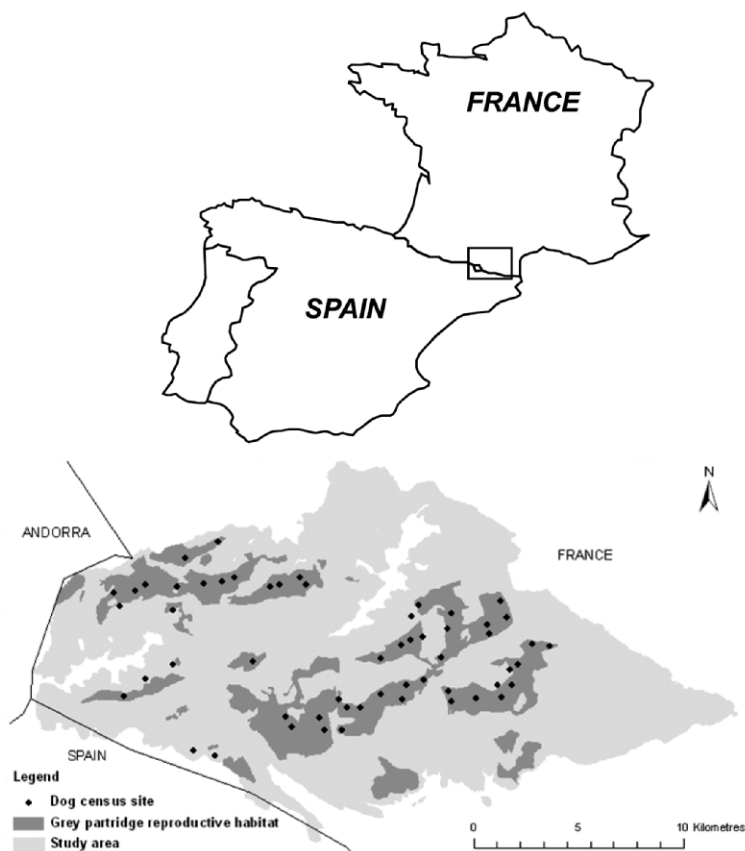 FRANCE
SPAIN
N
ANDORRA
FRANCE
SPAIN
Legend
Dog census site
Grey partridge reproductive habitat
Study area
0 5 10 Kilometres